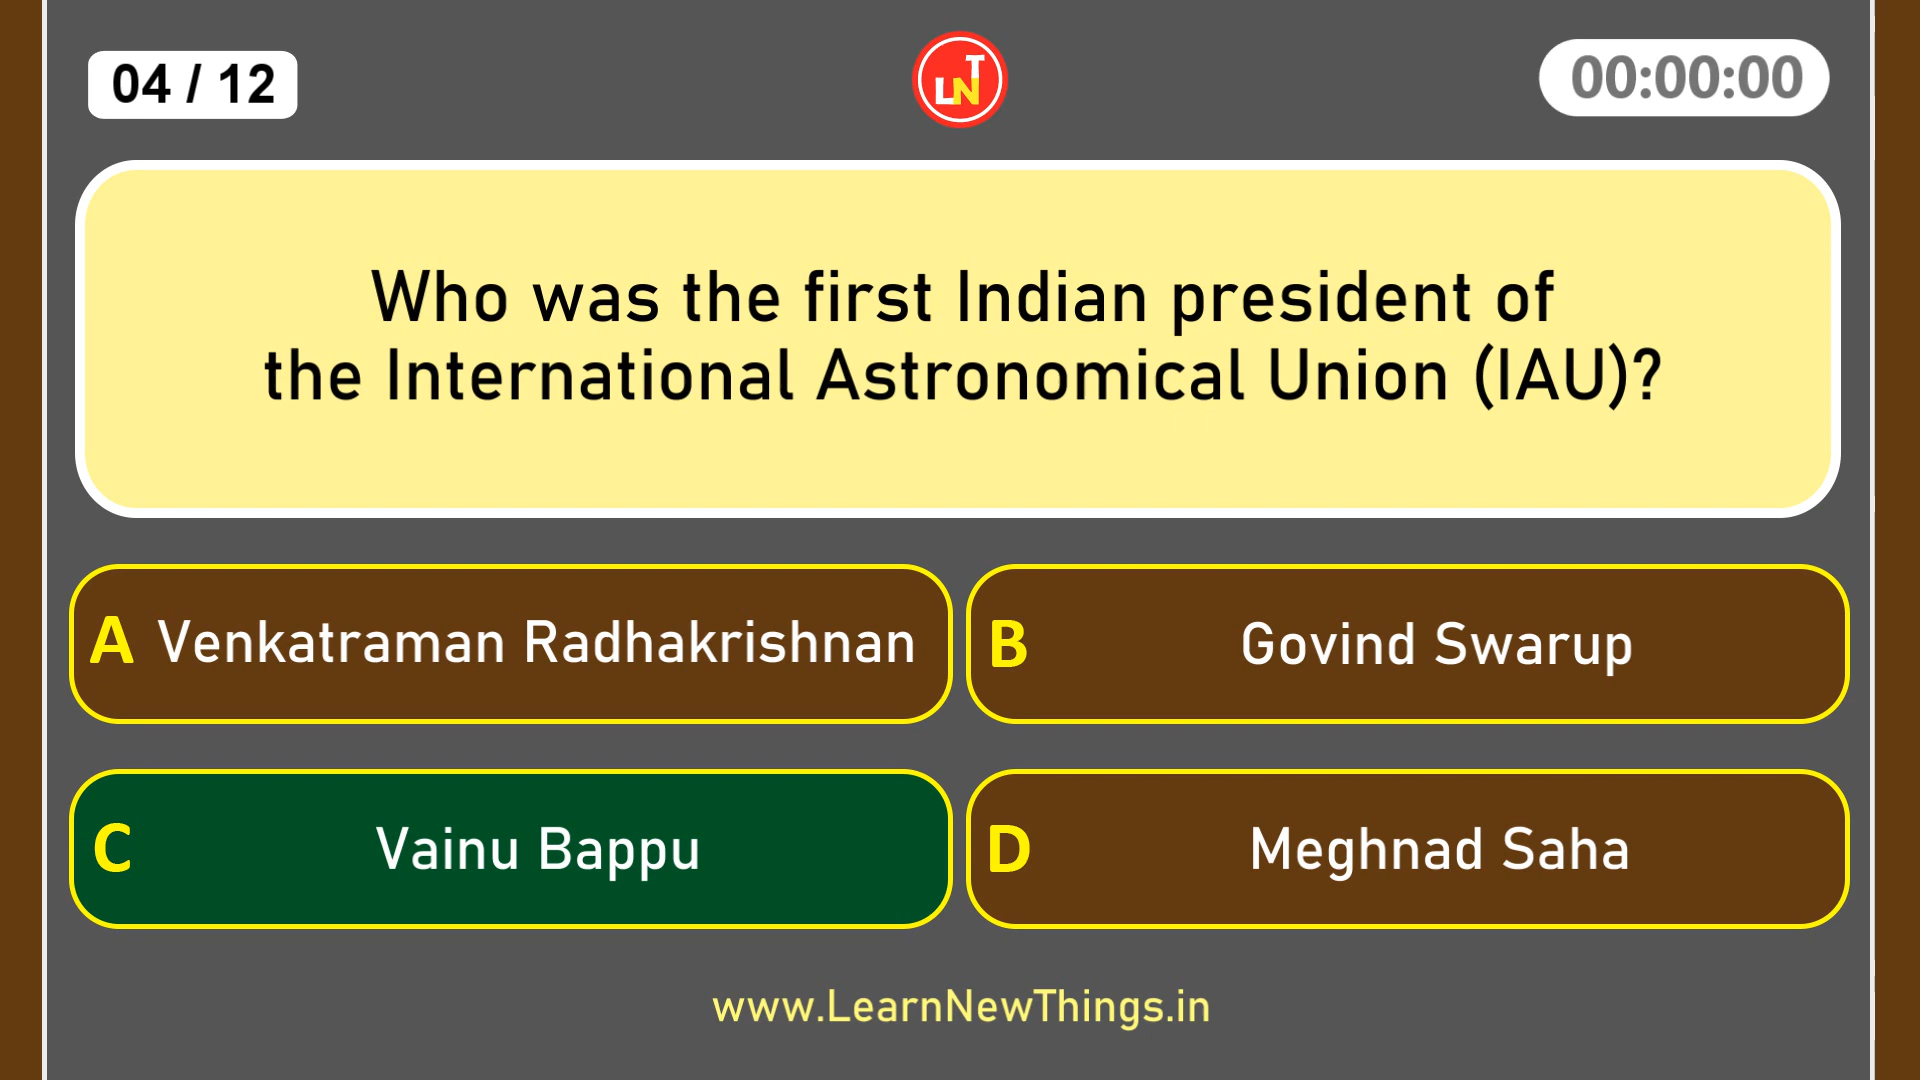 04 / 12
LNT
00:00:00
Who was the first Indian president of
the International Astronomical Union (IAU)?
A Venkatraman Radhakrishnan
B Govind Swarup
C Vainu Bappu
D Meghnad Saha
www.LearnNewThings.in